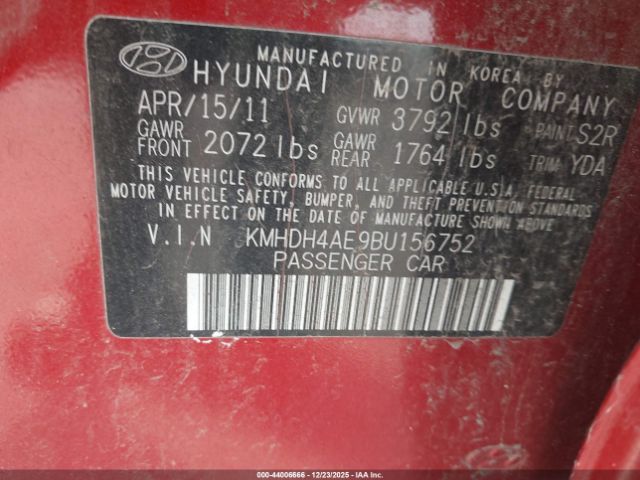 MANUFACTURED IN KOREA BY
HYUNDAI MOTOR COMPANY
APR/15/11 GVWR 3792 lbs PAINT S2R
GAWR FRONT 2072 lbs GAWR REAR 1764 lbs TRIM YDA
THIS VEHICLE CONFORMS TO ALL APPLICABLE U.S.A. FEDERAL
MOTOR VEHICLE SAFETY, BUMPER, AND THEFT PREVENTION STANDARDS
IN EFFECT ON THE DATE OF MANUFACTURE SHOWN ABOVE.
V.I.N KMHDH4AE9BU156752
PASSENGER CAR
000-44006666 - 12/23/2025 - IAA Inc.